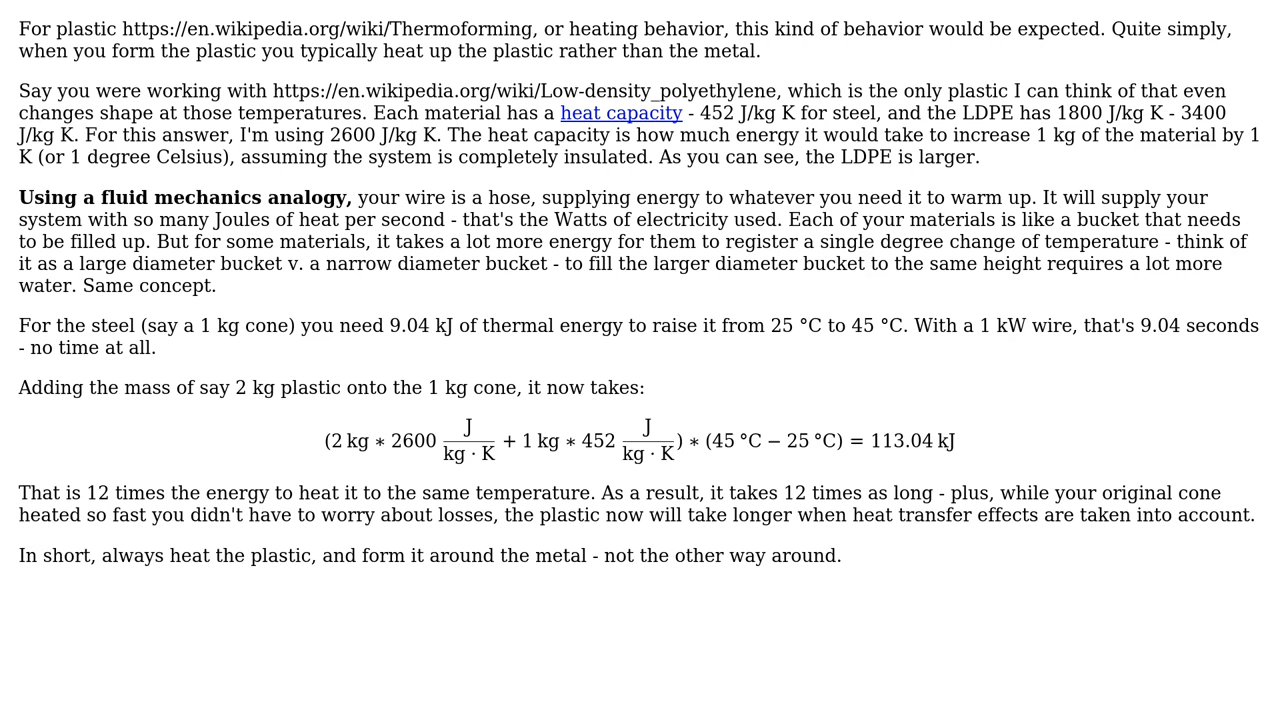 For plastic https://en.wikipedia.org/wiki/Thermoforming, or heating behavior, this kind of behavior would be expected. Quite simply,
when you form the plastic you typically heat up the plastic rather than the metal.
Say you were working with https://en.wikipedia.org/wiki/Low-density_polyethylene, which is the only plastic I can think of that even
changes shape at those temperatures. Each material has a heat capacity - 452 J/kg K for steel, and the LDPE has 1800 J/kg K - 3400
J/kg K. For this answer, I'm using 2600 J/kg K. The heat capacity is how much energy it would take to increase 1 kg of the material by 1
K (or 1 degree Celsius), assuming the system is completely insulated. As you can see, the LDPE is larger.
Using a fluid mechanics analogy, your wire is a hose, supplying energy to whatever you need it to warm up. It will supply your
system with so many Joules of heat per second - that's the Watts of electricity used. Each of your materials is like a bucket that needs
to be filled up. But for some materials, it takes a lot more energy for them to register a single degree change of temperature - think of
it as a large diameter bucket v. a narrow diameter bucket - to fill the larger diameter bucket to the same height requires a lot more
water. Same concept.
For the steel (say a 1 kg cone) you need 9.04 kJ of thermal energy to raise it from 25 °C to 45 °C. With a 1 kW wire, that's 9.04 seconds
- no time at all.
Adding the mass of say 2 kg plastic onto the 1 kg cone, it now takes:
(2 kg ∗ 2600 J/(kg · K) + 1 kg ∗ 452 J/(kg · K)) ∗ (45 °C − 25 °C) = 113.04 kJ
That is 12 times the energy to heat it to the same temperature. As a result, it takes 12 times as long - plus, while your original cone
heated so fast you didn't have to worry about losses, the plastic now will take longer when heat transfer effects are taken into account.
In short, always heat the plastic, and form it around the metal - not the other way around.